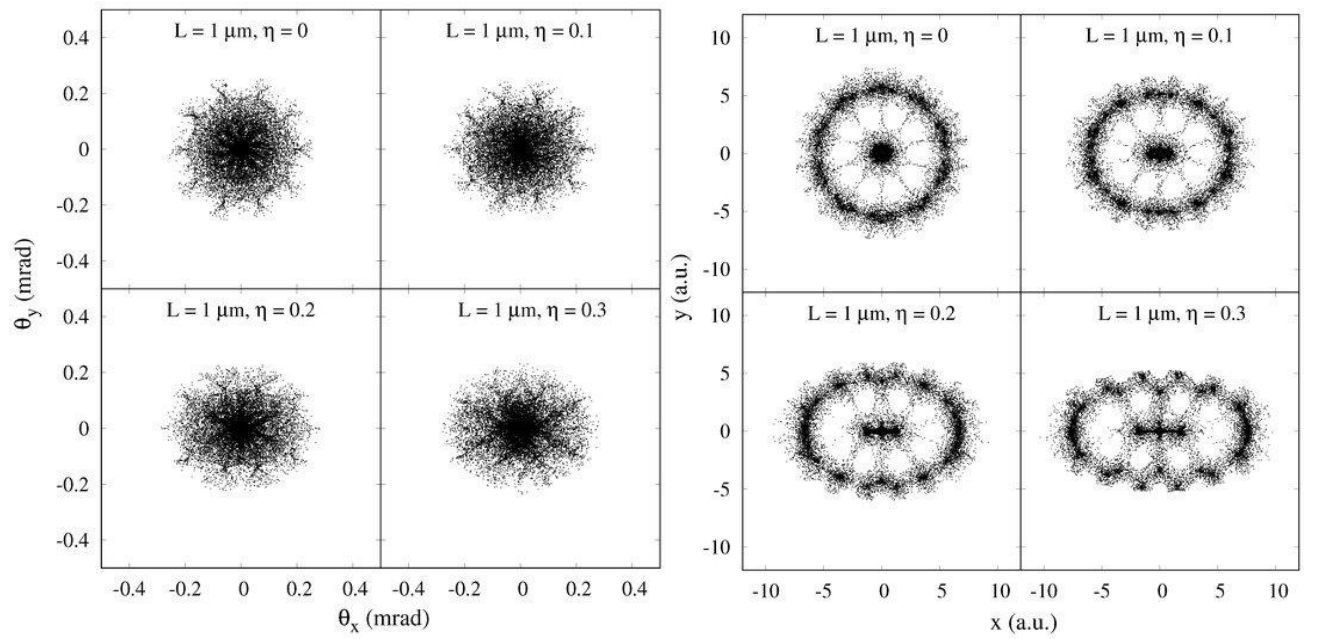 L = 1 μm, η = 0
L = 1 μm, η = 0.1
L = 1 μm, η = 0.2
L = 1 μm, η = 0.3
0.4
0.2
0
-0.2
-0.4
0.4
0.2
0
-0.2
-0.4
θy (mrad)
-0.4 -0.2 0 0.2 0.4 -0.4 -0.2 0 0.2 0.4
θx (mrad)
L = 1 μm, η = 0
L = 1 μm, η = 0.1
L = 1 μm, η = 0.2
L = 1 μm, η = 0.3
10
5
0
-5
-10
10
5
0
-5
-10
y (a.u.)
-10 -5 0 5 10 -10 -5 0 5 10
x (a.u.)